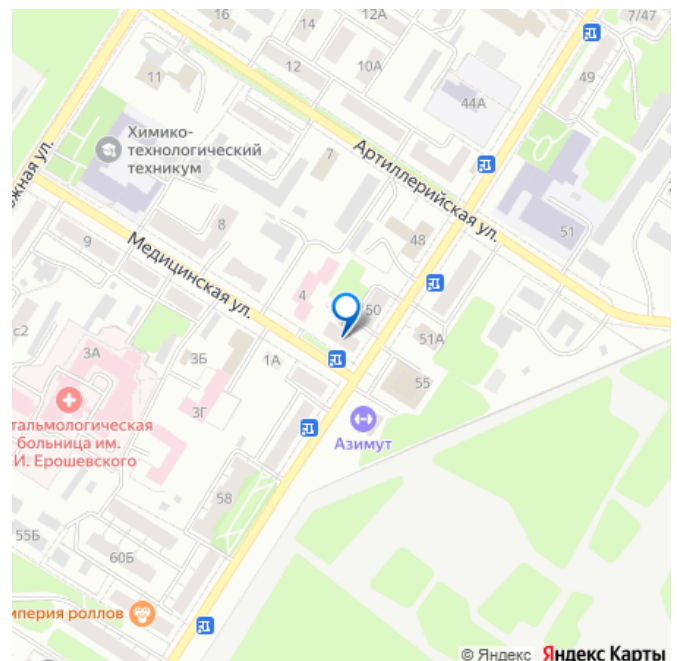 16
14
12А
7/47
12
10А
11
49
44А
Химико-
технологический
техникум
7
Артиллерийская ул.
жная ул.
8
48
51
9
Медицинская ул.
4
50
с2
3А
3Б
1А
51А
55
3Г
Азимут
тальмологическая
больница им.
И. Ерошевского
58
55Б
60Б
мперия роллов
© Яндекс Яндекс Карты